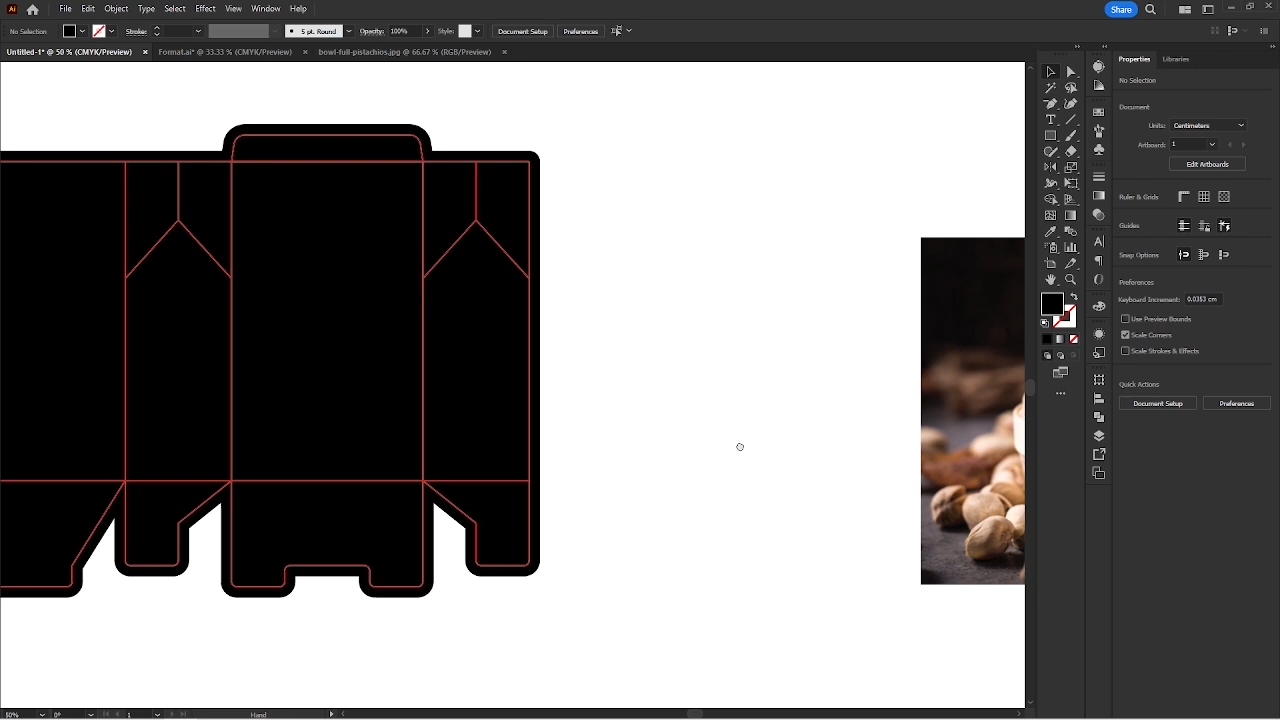 Ai File Edit Object Type Select Effect View Window Help Share
No Selection Stroke: 5 pt. Round Opacity: 100% Style: Document Setup Preferences
Untitled-1* @ 50 % (CMYK/Preview) × Format.ai* @ 33.33 % (CMYK/Preview) × bowl-full-pistachios.jpg @ 66.67 % (RGB/Preview) ×
Properties Libraries
No Selection
Document
Units: Centimeters
Artboard: 1
Edit Artboards
Ruler & Grids
Guides
Snap Options
Preferences
Keyboard Increment: 0.0353 cm
Use Preview Bounds
Scale Corners
Scale Strokes & Effects
Quick Actions
Document Setup Preferences
50% 0° 1 Hand